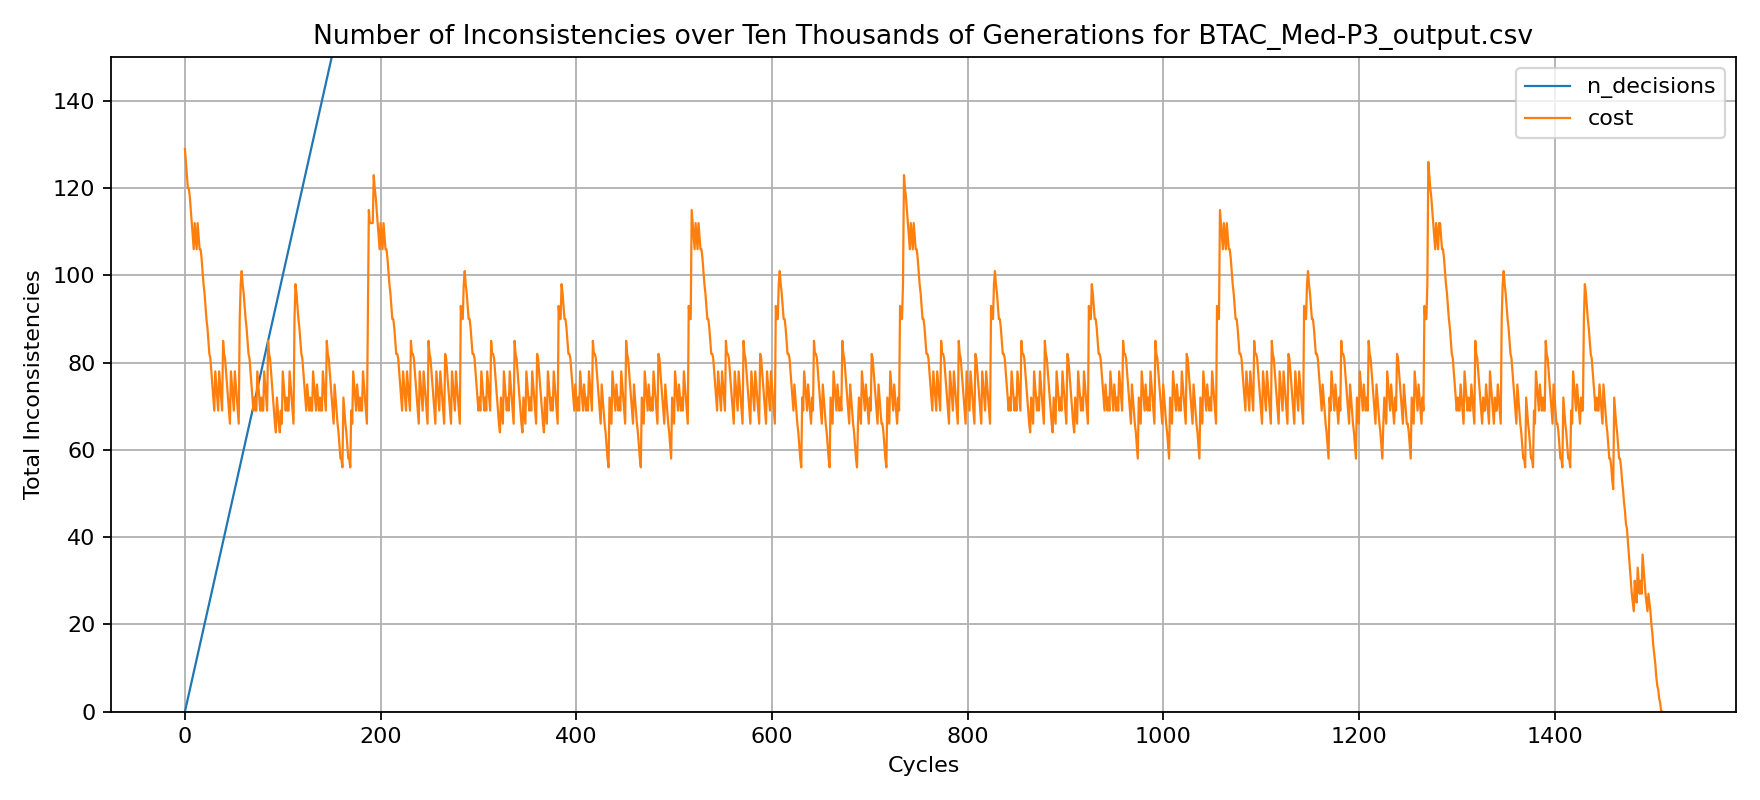 Number of Inconsistencies over Ten Thousands of Generations for BTAC_Med-P3_output.csv
n_decisions
cost
Total Inconsistencies
140
120
100
80
60
40
20
0
0 200 400 600 800 1000 1200 1400
Cycles